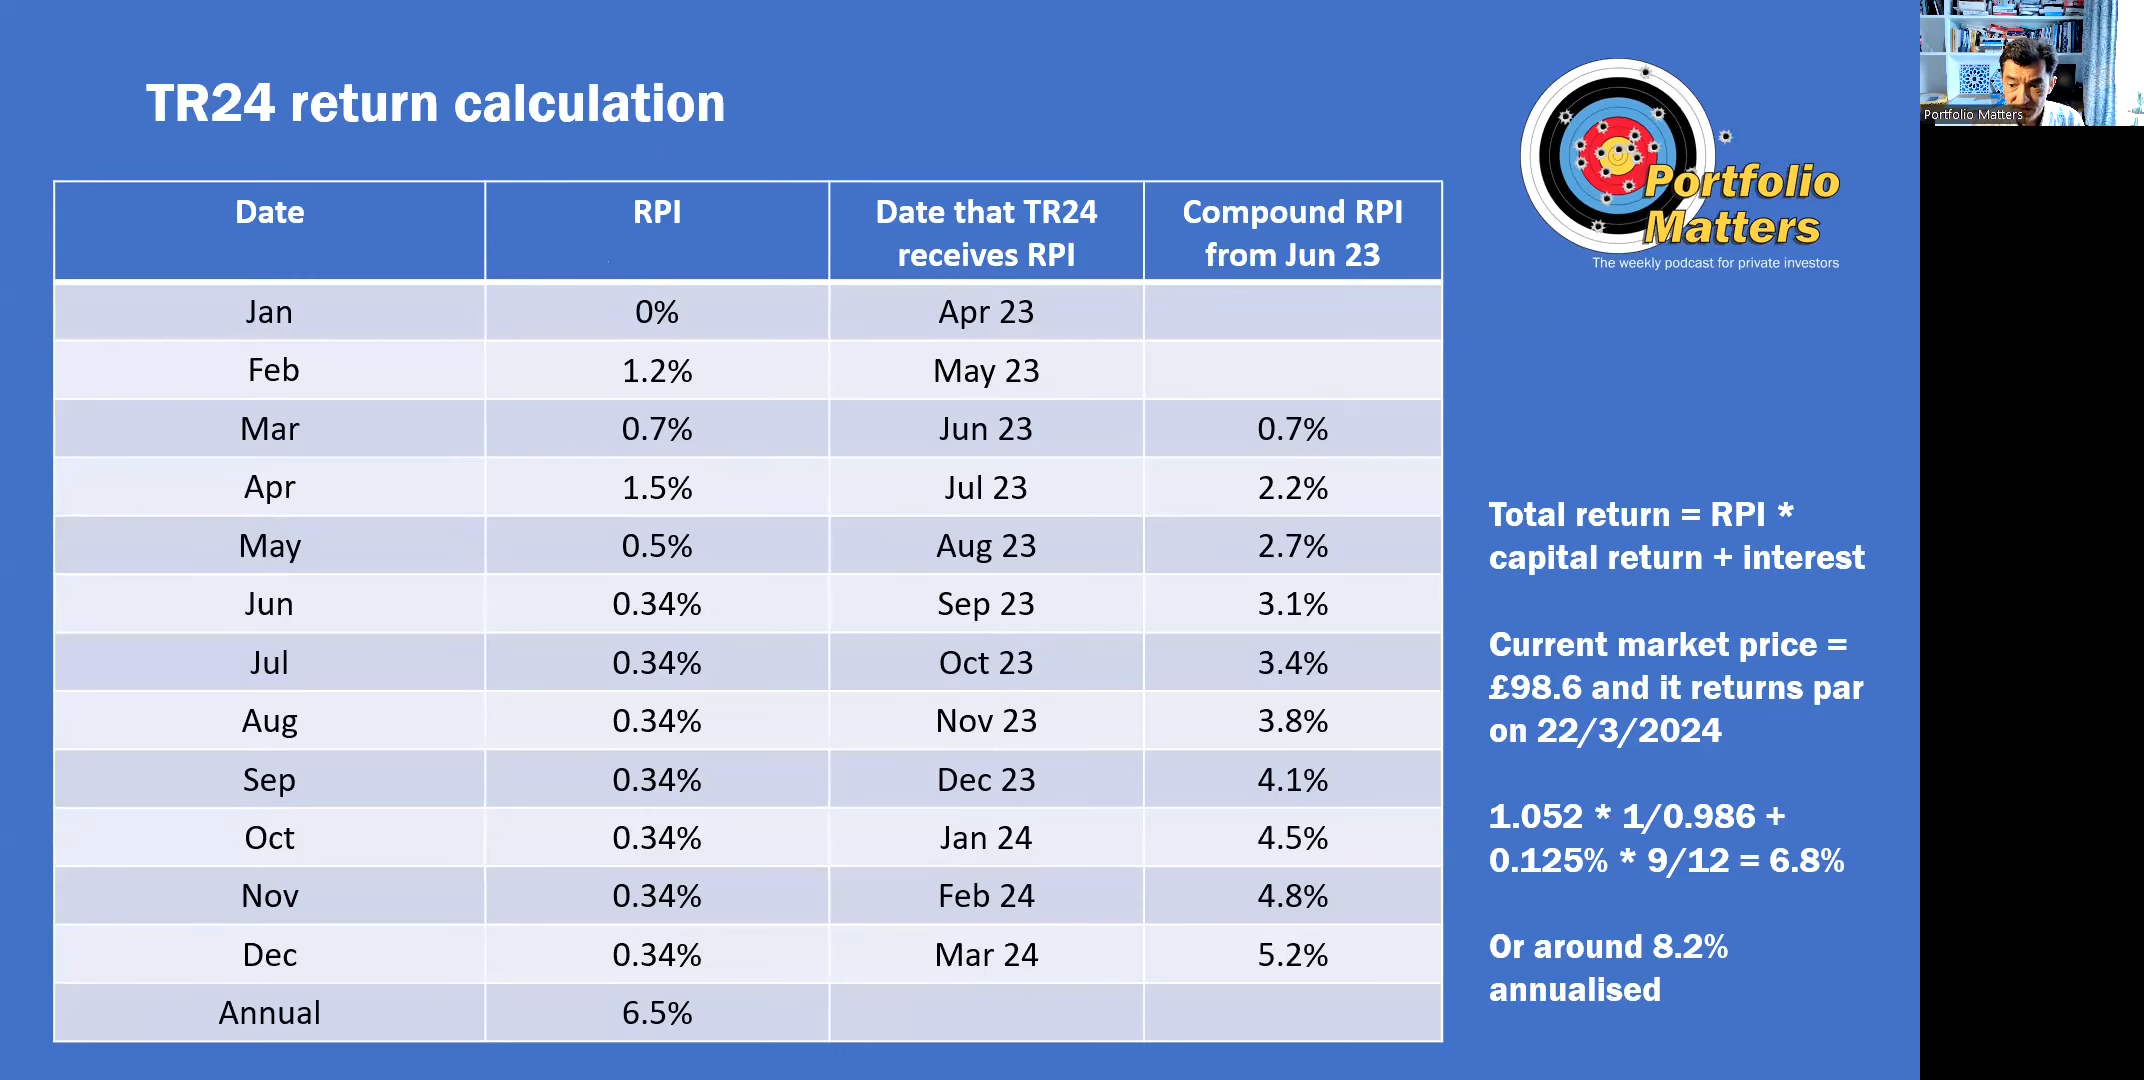 TR24 return calculation
Portfolio Matters
Portfolio
Matters
The weekly podcast for private investors
Date RPI Date that TR24 receives RPI Compound RPI from Jun 23
Jan 0% Apr 23
Feb 1.2% May 23
Mar 0.7% Jun 23 0.7%
Apr 1.5% Jul 23 2.2%
May 0.5% Aug 23 2.7%
Jun 0.34% Sep 23 3.1%
Jul 0.34% Oct 23 3.4%
Aug 0.34% Nov 23 3.8%
Sep 0.34% Dec 23 4.1%
Oct 0.34% Jan 24 4.5%
Nov 0.34% Feb 24 4.8%
Dec 0.34% Mar 24 5.2%
Annual 6.5%
Total return = RPI *
capital return + interest
Current market price =
£98.6 and it returns par
on 22/3/2024
1.052 * 1/0.986 +
0.125% * 9/12 = 6.8%
Or around 8.2%
annualised